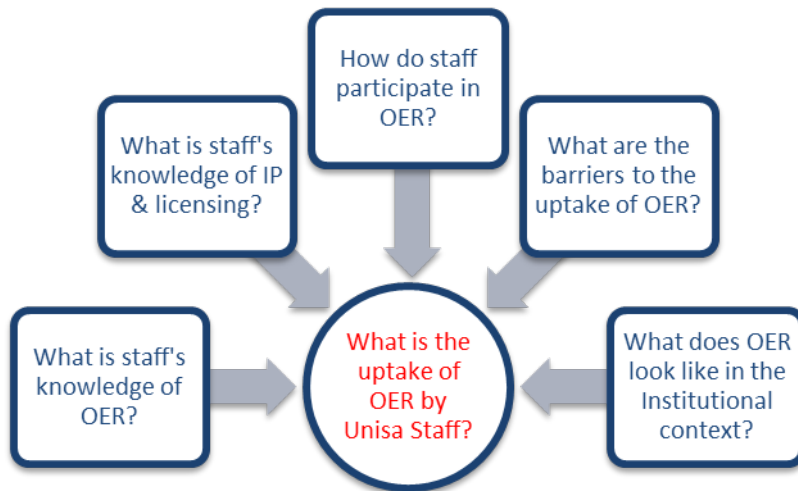 How do staff
participate in
OER?
What is staff's
knowledge of IP
& licensing?
What are the
barriers to the
uptake of OER?
What is staff's
knowledge of
OER?
What is the
uptake of
OER by
Unisa Staff?
What does OER
look like in the
Institutional
context?